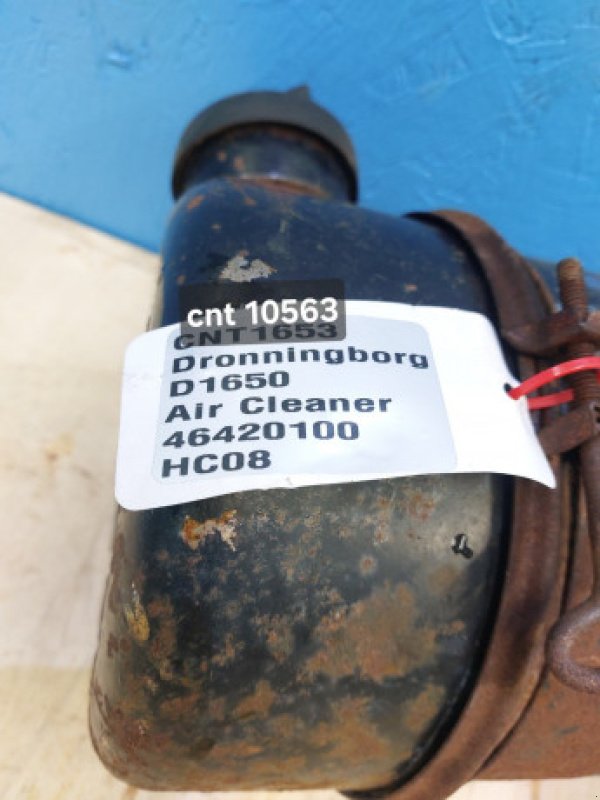 cnt 10563
CNT1653
Dronningborg
D1650
Air Cleaner
46420100
HC08